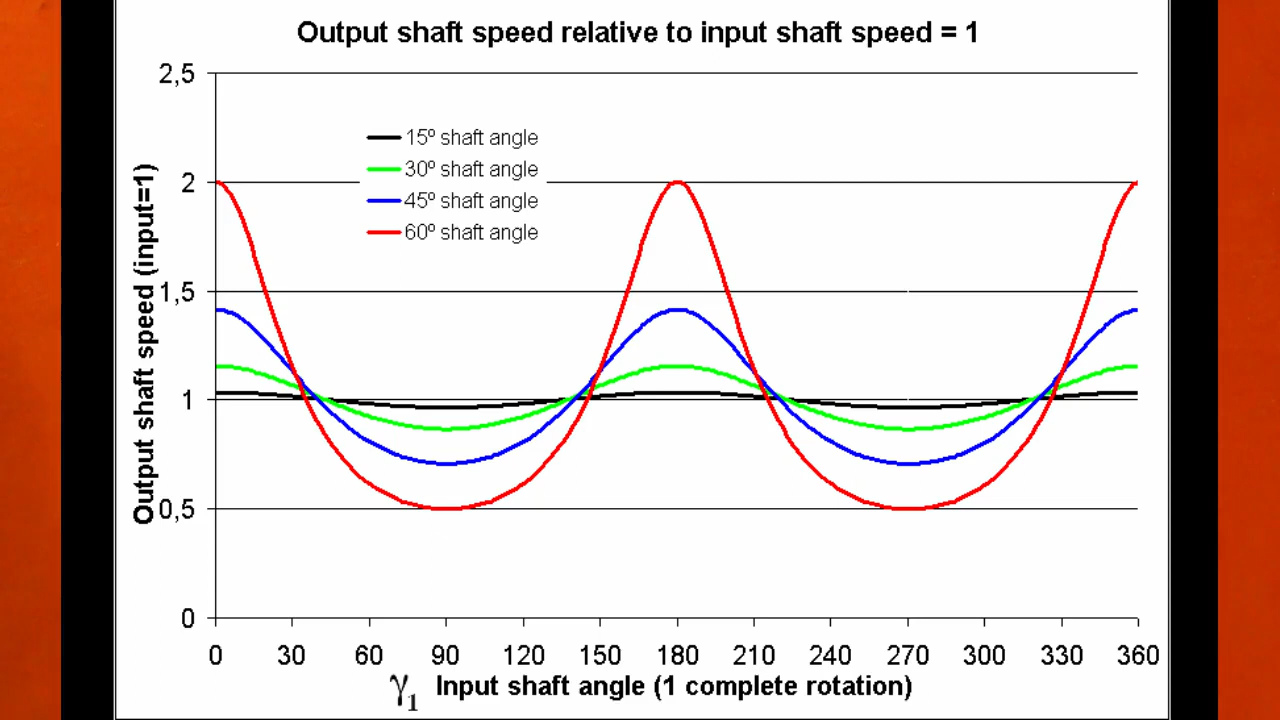 Output shaft speed relative to input shaft speed = 1
Output shaft speed (input=1)
2,5
2
1,5
1
0,5
0
15º shaft angle
30º shaft angle
45º shaft angle
60º shaft angle
0 30 60 90 120 150 180 210 240 270 300 330 360
γ1 Input shaft angle (1 complete rotation)